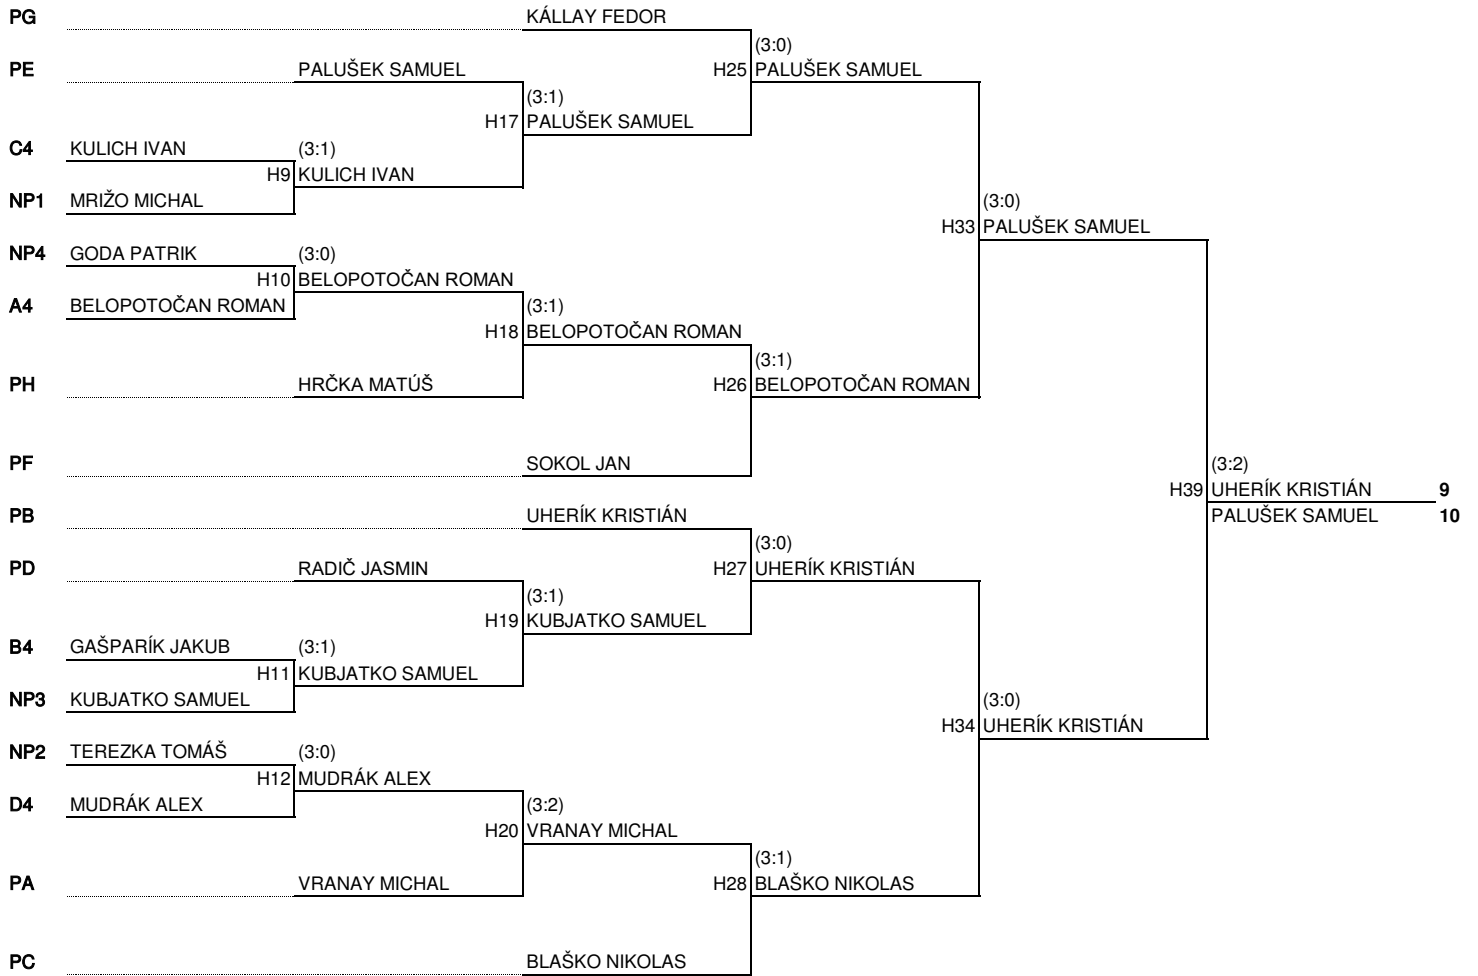 PG KÁLLAY FEDOR
(3:0)
PE PALUŠEK SAMUEL H25 PALUŠEK SAMUEL
(3:1)
H17 PALUŠEK SAMUEL
C4 KULICH IVAN (3:1)
H9 KULICH IVAN
NP1 MRIŽO MICHAL (3:0)
H33 PALUŠEK SAMUEL
NP4 GODA PATRIK (3:0)
H10 BELOPOTOČAN ROMAN
A4 BELOPOTOČAN ROMAN (3:1)
H18 BELOPOTOČAN ROMAN
(3:1)
PH HRČKA MATÚŠ H26 BELOPOTOČAN ROMAN
PF SOKOL JAN (3:2)
H39 UHERÍK KRISTIÁN 9
PB UHERÍK KRISTIÁN PALUŠEK SAMUEL 10
(3:0)
PD RADIČ JASMIN H27 UHERÍK KRISTIÁN
(3:1)
H19 KUBJATKO SAMUEL
B4 GAŠPARÍK JAKUB (3:1)
H11 KUBJATKO SAMUEL
NP3 KUBJATKO SAMUEL (3:0)
H34 UHERÍK KRISTIÁN
NP2 TEREZKA TOMÁŠ (3:0)
H12 MUDRÁK ALEX
D4 MUDRÁK ALEX (3:2)
H20 VRANAY MICHAL
(3:1)
PA VRANAY MICHAL H28 BLAŠKO NIKOLAS
PC BLAŠKO NIKOLAS